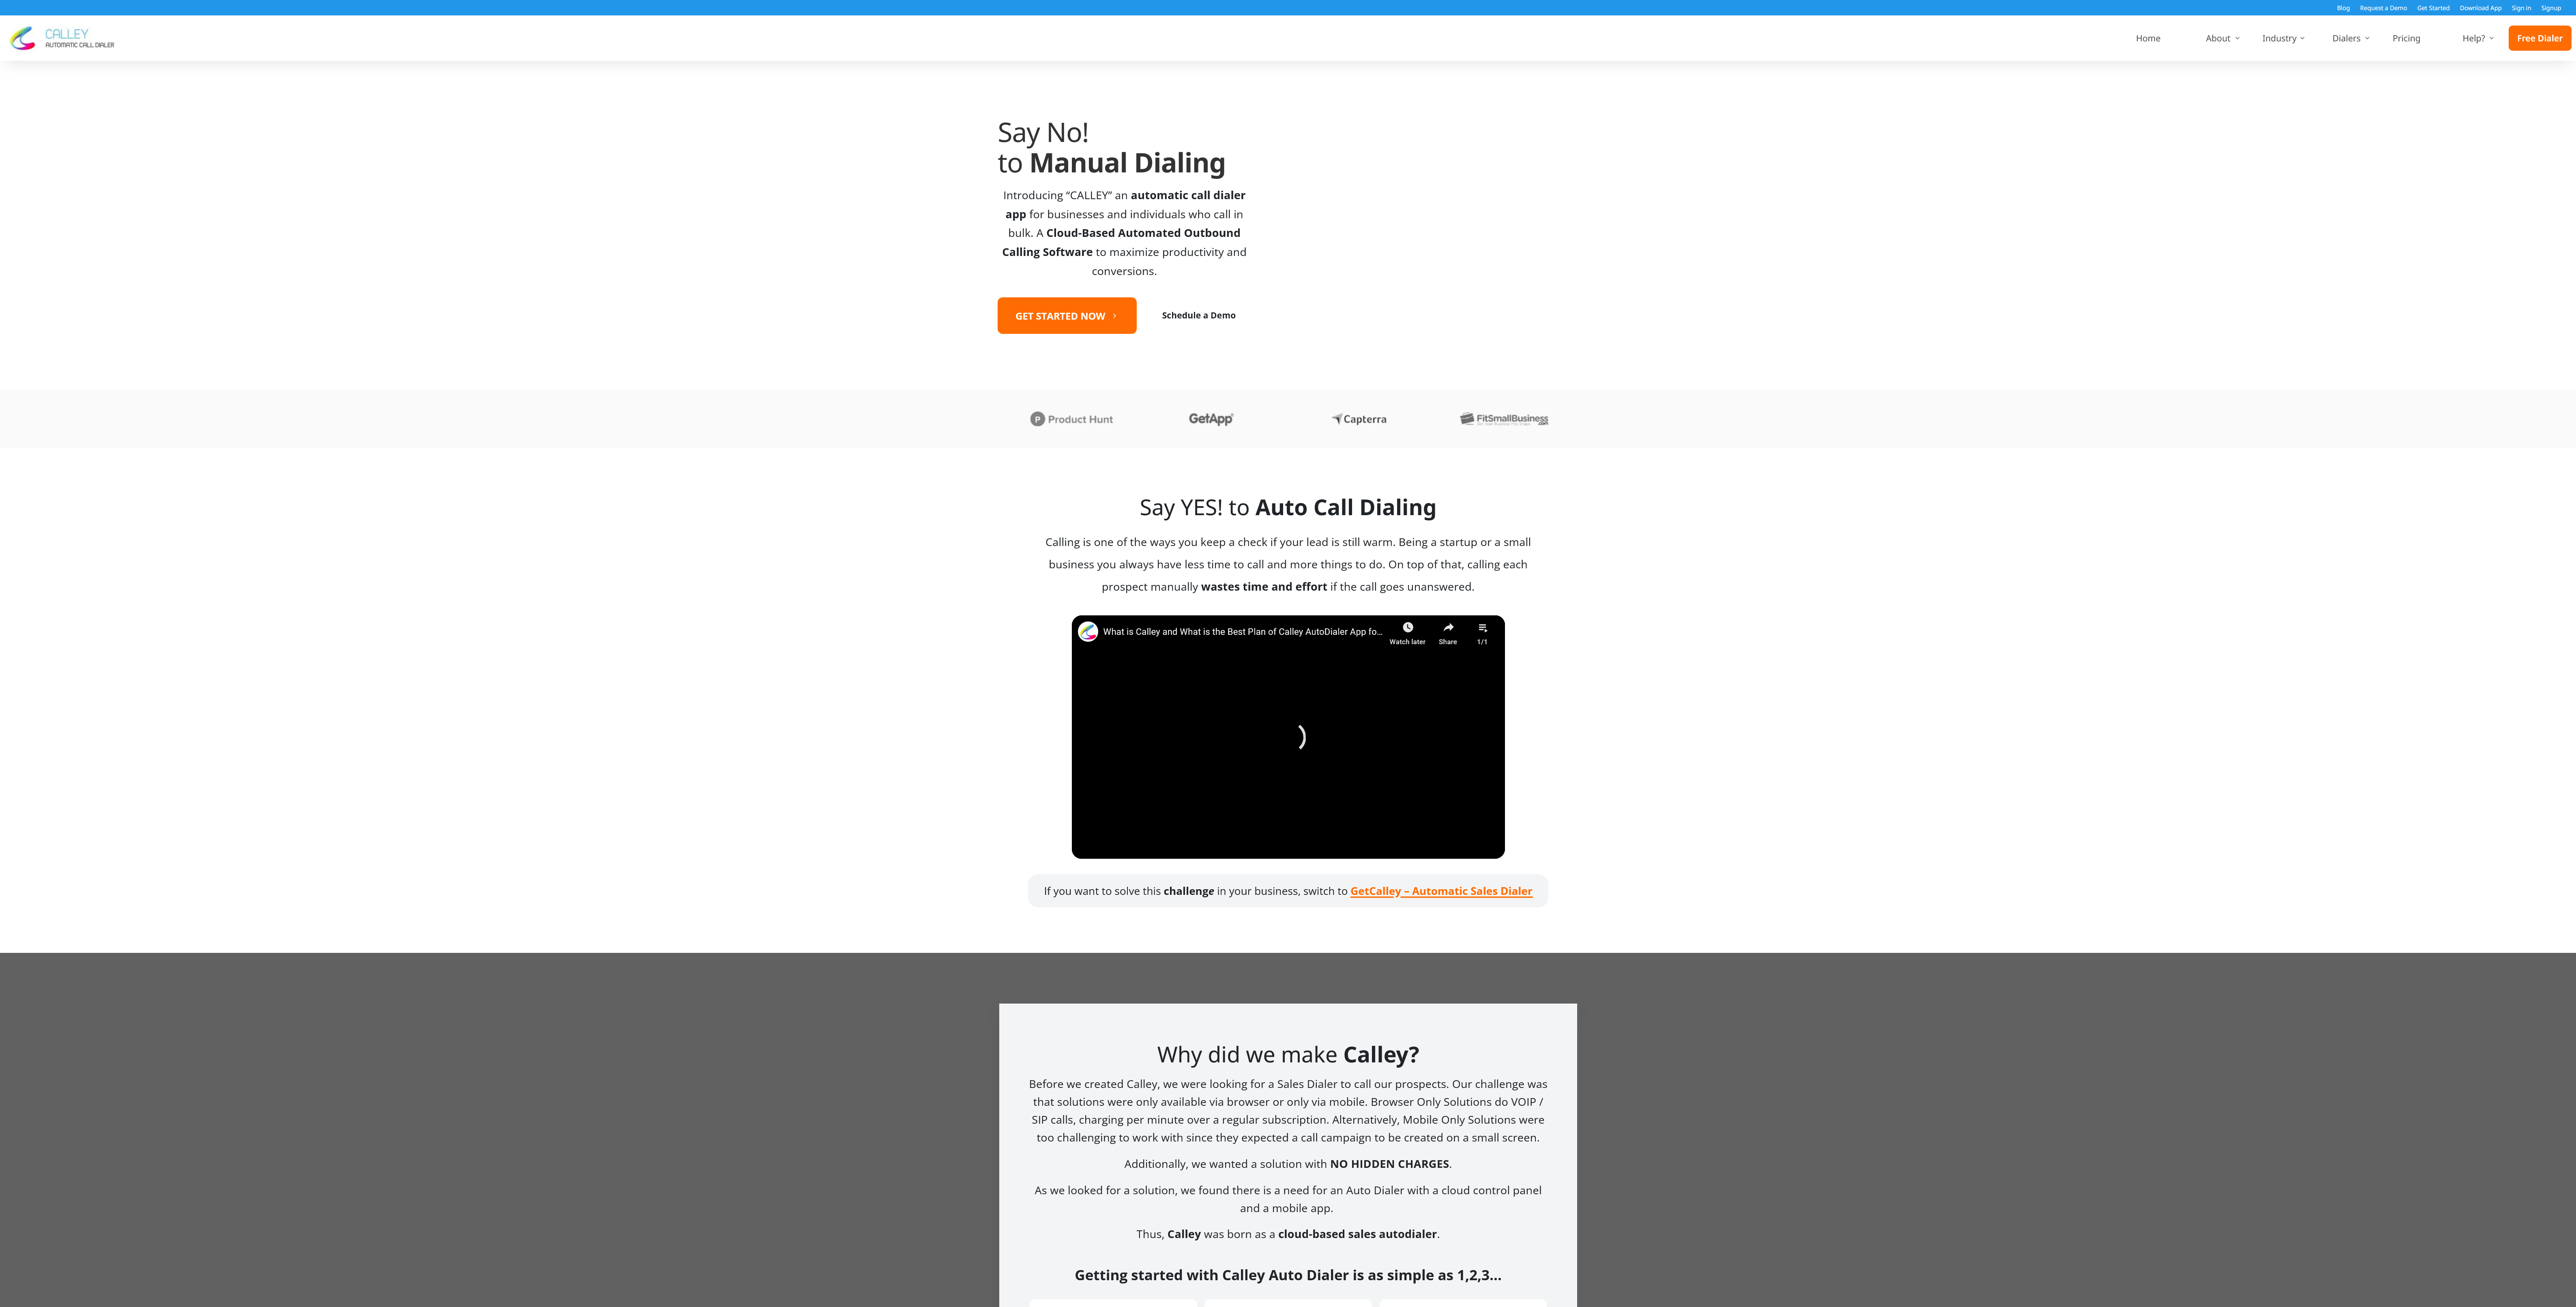 Blog Request a Demo Get Started Download App Sign in Signup
CALLEY
AUTOMATIC CALL DIALER
Home About Industry Dialers Pricing Help? Free Dialer
Say No!
to Manual Dialing
Introducing “CALLEY” an automatic call dialer
app for businesses and individuals who call in
bulk. A Cloud-Based Automated Outbound
Calling Software to maximize productivity and
conversions.
GET STARTED NOW
Schedule a Demo
P Product Hunt GetApp Capterra FitSmallBusiness
Say YES! to Auto Call Dialing
Calling is one of the ways you keep a check if your lead is still warm. Being a startup or a small
business you always have less time to call and more things to do. On top of that, calling each
prospect manually wastes time and effort if the call goes unanswered.
What is Calley and What is the Best Plan of Calley AutoDialer App fo...
Watch later Share 1/1
If you want to solve this challenge in your business, switch to GetCalley – Automatic Sales Dialer
Why did we make Calley?
Before we created Calley, we were looking for a Sales Dialer to call our prospects. Our challenge was
that solutions were only available via browser or only via mobile. Browser Only Solutions do VOIP /
SIP calls, charging per minute over a regular subscription. Alternatively, Mobile Only Solutions were
too challenging to work with since they expected a call campaign to be created on a small screen.
Additionally, we wanted a solution with NO HIDDEN CHARGES.
As we looked for a solution, we found there is a need for an Auto Dialer with a cloud control panel
and a mobile app.
Thus, Calley was born as a cloud-based sales autodialer.
Getting started with Calley Auto Dialer is as simple as 1,2,3...